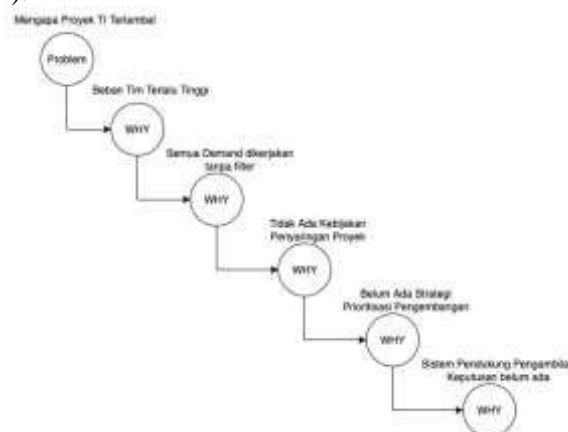 ),
Mengapa Proyek TI Terlambat
Problem
Beban Tim Terlalu Tinggi
WHY
Semua Demand dikerjakan
tanpa filter
WHY
Tidak Ada Kebijakan
Penyaringan Proyek
WHY
Belum Ada Strategi
Prioritisasi Pengembangan
WHY
Sistem Pendukung Pengambila
Keputusan belum ada
WHY